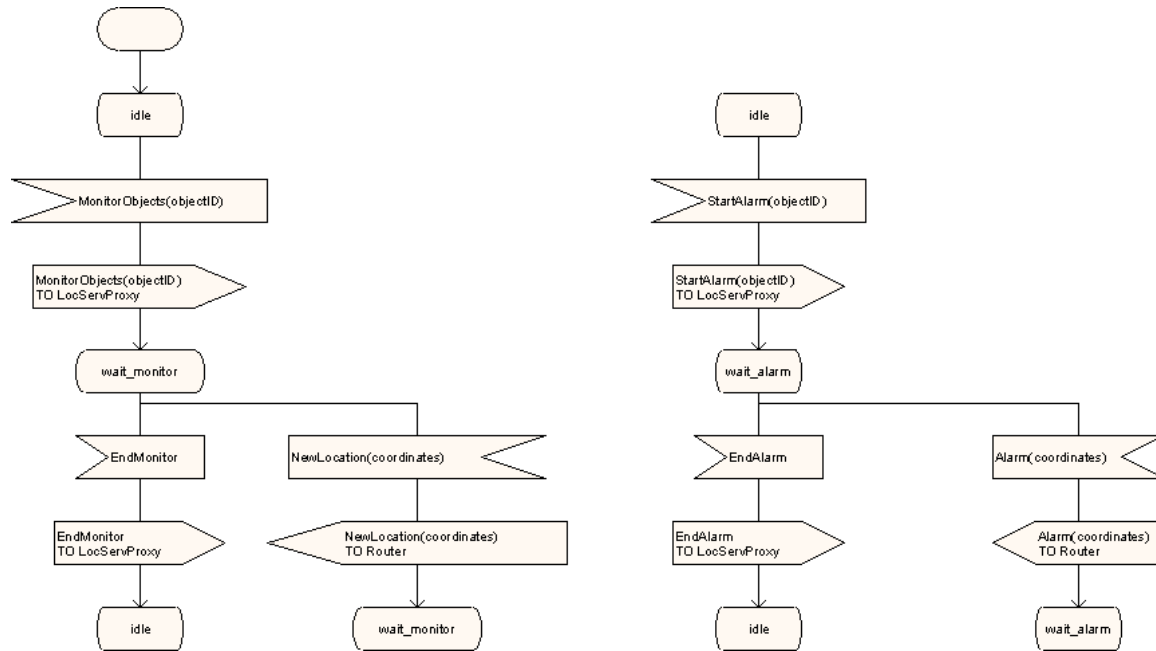 idle
idle
MonitorObjects(objectID)
StartAlarm(objectID)
MonitorObjects(objectID)
TO LocServProxy
StartAlarm(objectID)
TO LocServProxy
wait_monitor
wait_alarm
EndMonitor
NewLocation(coordinates)
EndAlarm
Alarm(coordinates)
EndMonitor
TO LocServProxy
NewLocation(coordinates)
TO Router
EndAlarm
TO LocServProxy
Alarm(coordinates)
TO Router
idle
wait_monitor
idle
wait_alarm